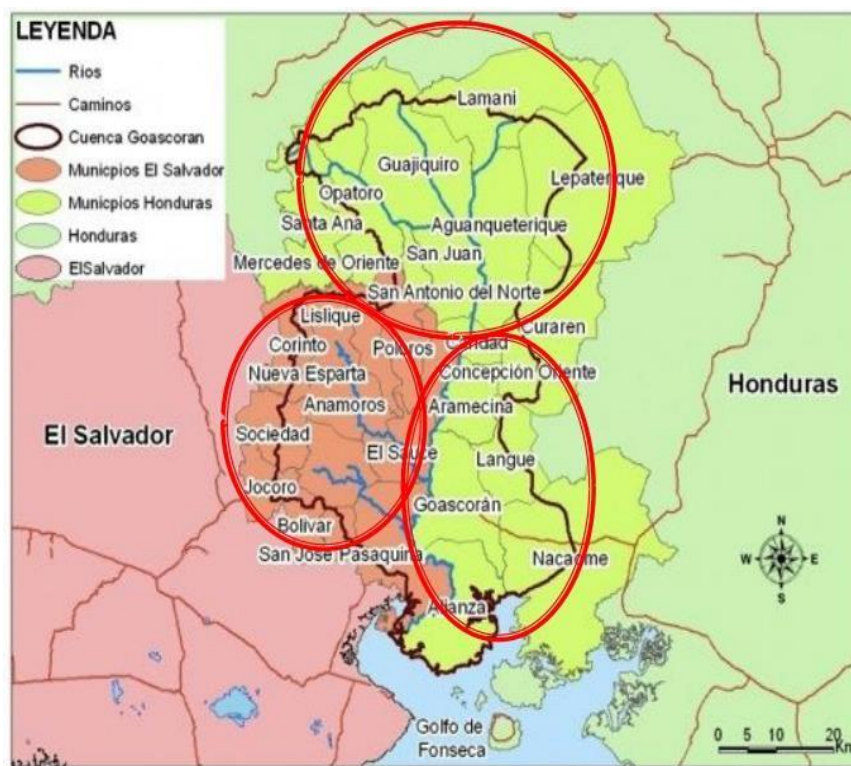 LEYENDA
Rios
Caminos
Cuenca Goascoran
Municpios El Salvador
Municpios Honduras
Honduras
ElSalvador
Lamani
Guajiquiro
Lepaterique
Opatoro
Santa Ana
Aguanqueterique
San Juan
Mercedes de Oriente
San Antonio del Norte
Lislique
Curaren
Caridad
Corinto
Poloros
Concepción Oriente
Nueva Esparta
Honduras
Anamoros
Aramecina
El Salvador
Sociedad
El Sauce
Langue
Jocoro
Goascorán
Bolivar
San José
Pasaquina
Nacaome
N
W
E
S
Alianza
Golfo de
Fonseca
0 5 10 20
Km